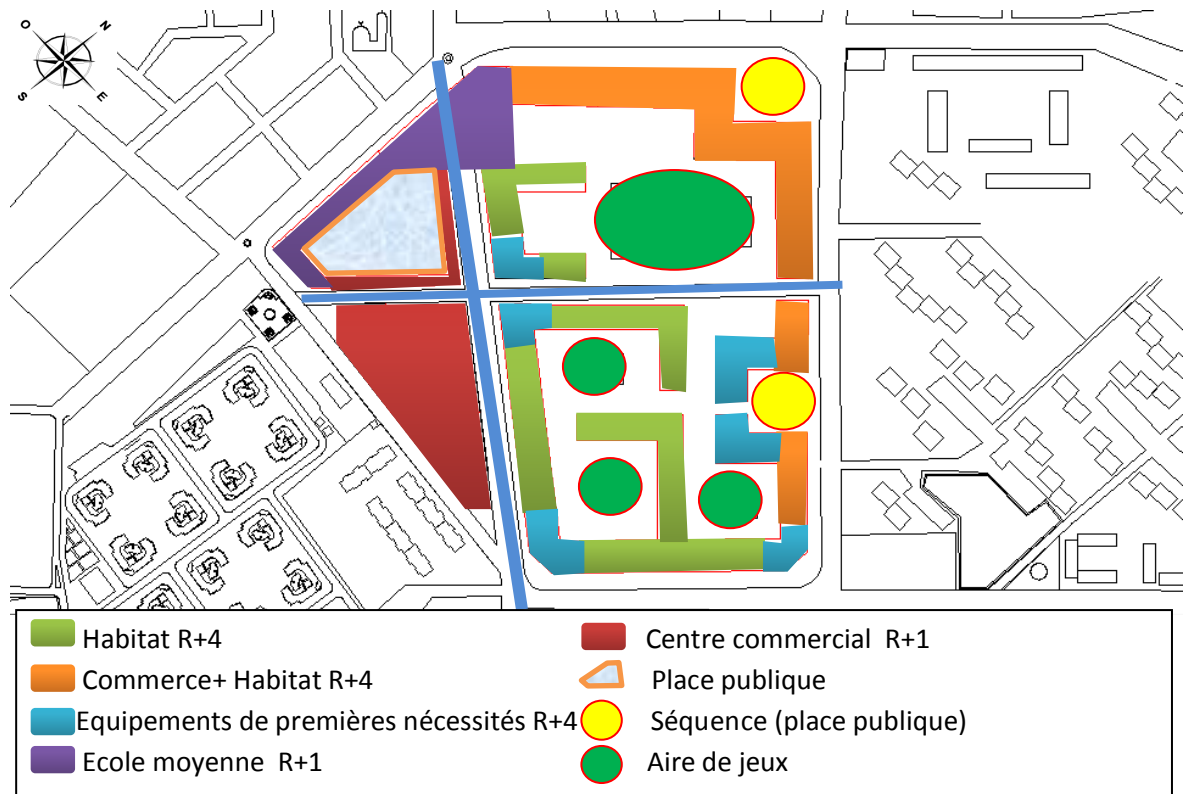 O
N
S
E
@
Habitat R+4
Commerce+ Habitat R+4
Equipements de premières nécessités R+4
Ecole moyenne R+1
Centre commercial R+1
Place publique
Séquence (place publique)
Aire de jeux